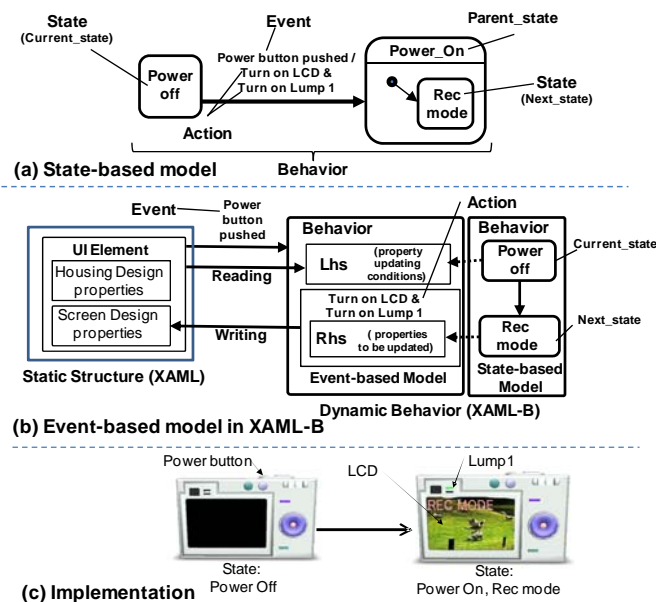 State
(Current_state)
Event
Parent_state
Power
off
Power button pushed /
Turn on LCD &
Turn on Lump 1
Power_On
Rec
mode
State
(Next_state)
Action
(a) State-based model
Behavior
Event
Power
button
pushed
Action
UI Element
Housing Design
properties
Screen Design
properties
Reading
Writing
Static Structure (XAML)
Behavior
Lhs
(property
updating
conditions)
Turn on LCD &
Turn on Lump 1
Rhs
( properties
to be updated)
Event-based Model
Behavior
Power
off
Current_state
Rec
mode
Next_state
State-based
Model
Dynamic Behavior (XAML-B)
(b) Event-based model in XAML-B
Power button
LCD
Lump1
REC MODE
State:
Power Off
State:
Power On, Rec mode
(c) Implementation